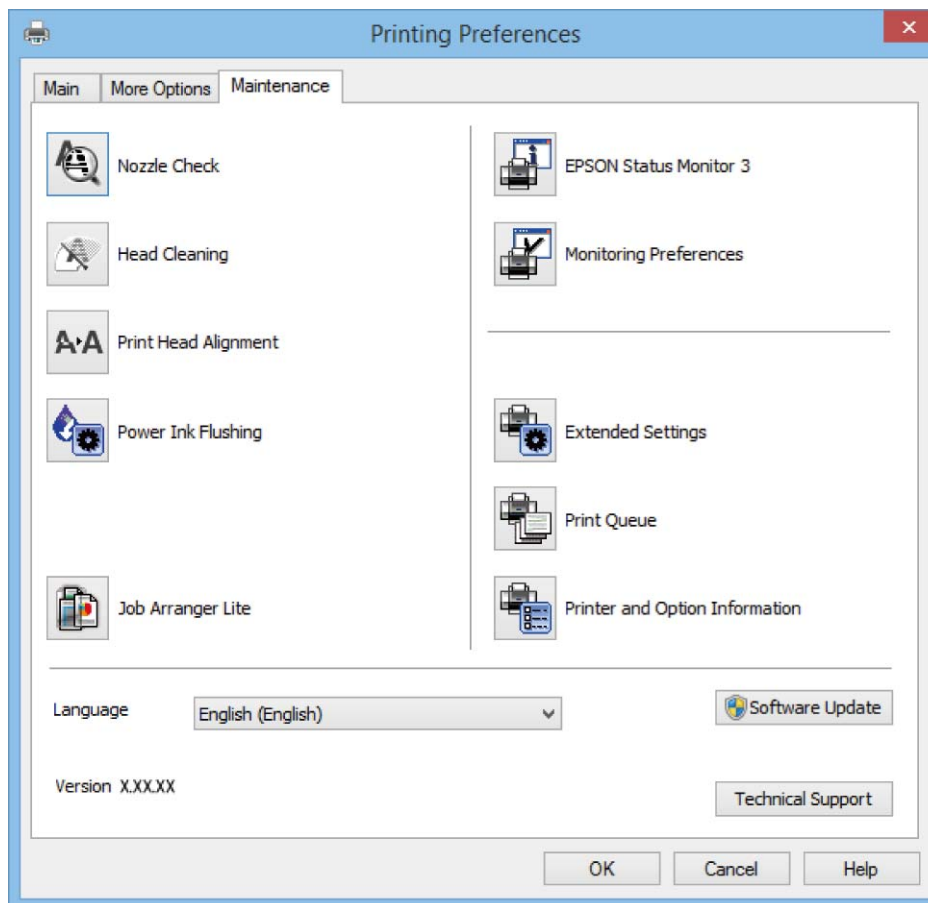 Printing Preferences
Main
More Options
Maintenance
Nozzle Check
Head Cleaning
A A Print Head Alignment
Power Ink Flushing
Job Arranger Lite
EPSON Status Monitor 3
Monitoring Preferences
Extended Settings
Print Queue
Printer and Option Information
Language
English (English)
Software Update
Version X.XX.XX
Technical Support
OK
Cancel
Help